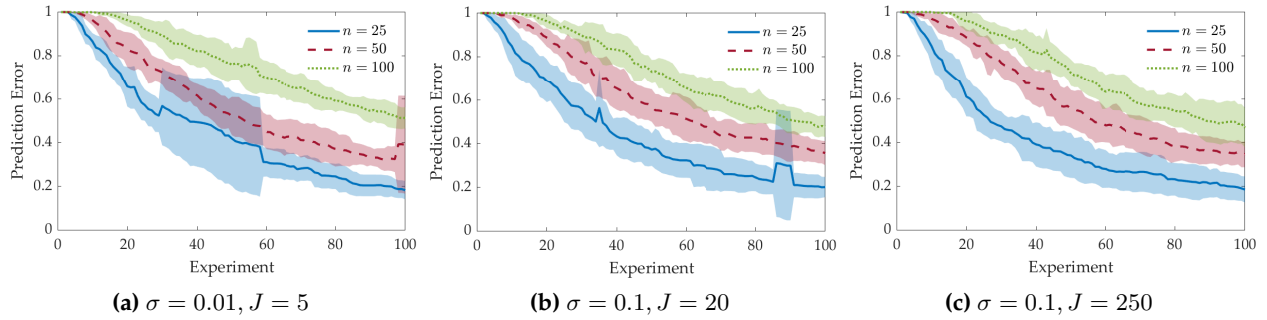 Prediction Error
1
0.8
0.6
0.4
0.2
0
0 20 40 60 80 100
Experiment
n = 25
n = 50
n = 100
(a) σ = 0.01, J = 5
Prediction Error
1
0.8
0.6
0.4
0.2
0
0 20 40 60 80 100
Experiment
n = 25
n = 50
n = 100
(b) σ = 0.1, J = 20
Prediction Error
1
0.8
0.6
0.4
0.2
0
0 20 40 60 80 100
Experiment
n = 25
n = 50
n = 100
(c) σ = 0.1, J = 250